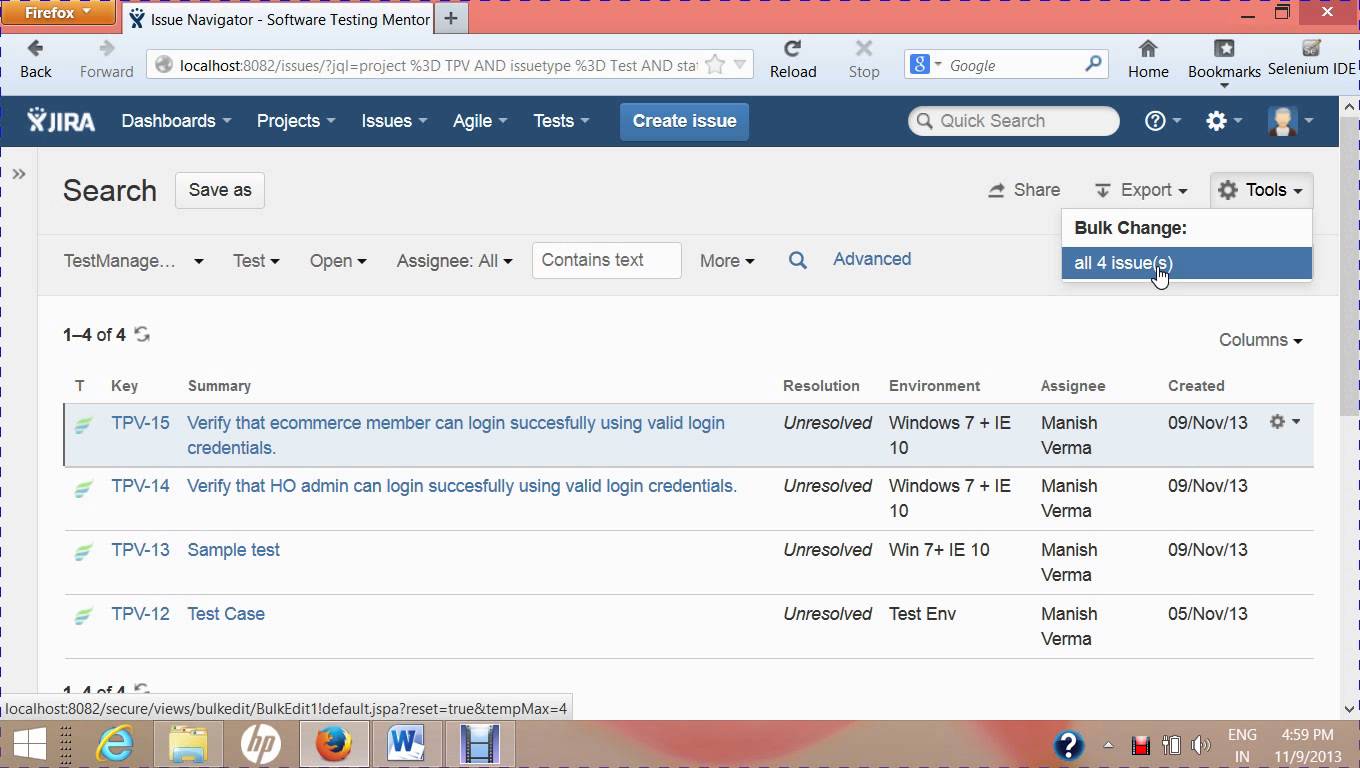 Firefox
Issue Navigator - Software Testing Mentor
Back
Forward
localhost:8082/issues/?jql=project %3D TPV AND issuetype %3D Test AND stat
Reload
Stop
Google
Home
Bookmarks
Selenium IDE
JIRA
Dashboards
Projects
Issues
Agile
Tests
Create issue
Quick Search
Search
Save as
Share
Export
Tools
Bulk Change:
all 4 issue(s)
TestManage...
Test
Open
Assignee: All
Contains text
More
Advanced
1–4 of 4
Columns
T Key Summary Resolution Environment Assignee Created
TPV-15 Verify that ecommerce member can login succesfully using valid login Unresolved Windows 7 + IE Manish 09/Nov/13
credentials. 10 Verma
TPV-14 Verify that HO admin can login succesfully using valid login credentials. Unresolved Windows 7 + IE Manish 09/Nov/13
10 Verma
TPV-13 Sample test Unresolved Win 7+ IE 10 Manish 09/Nov/13
Verma
TPV-12 Test Case Unresolved Test Env Manish 05/Nov/13
Verma
1–4 of 4
localhost:8082/secure/views/bulkedit/BulkEdit1!default.jspa?reset=true&tempMax=4
hp
ENG
IN
4:59 PM
11/9/2013